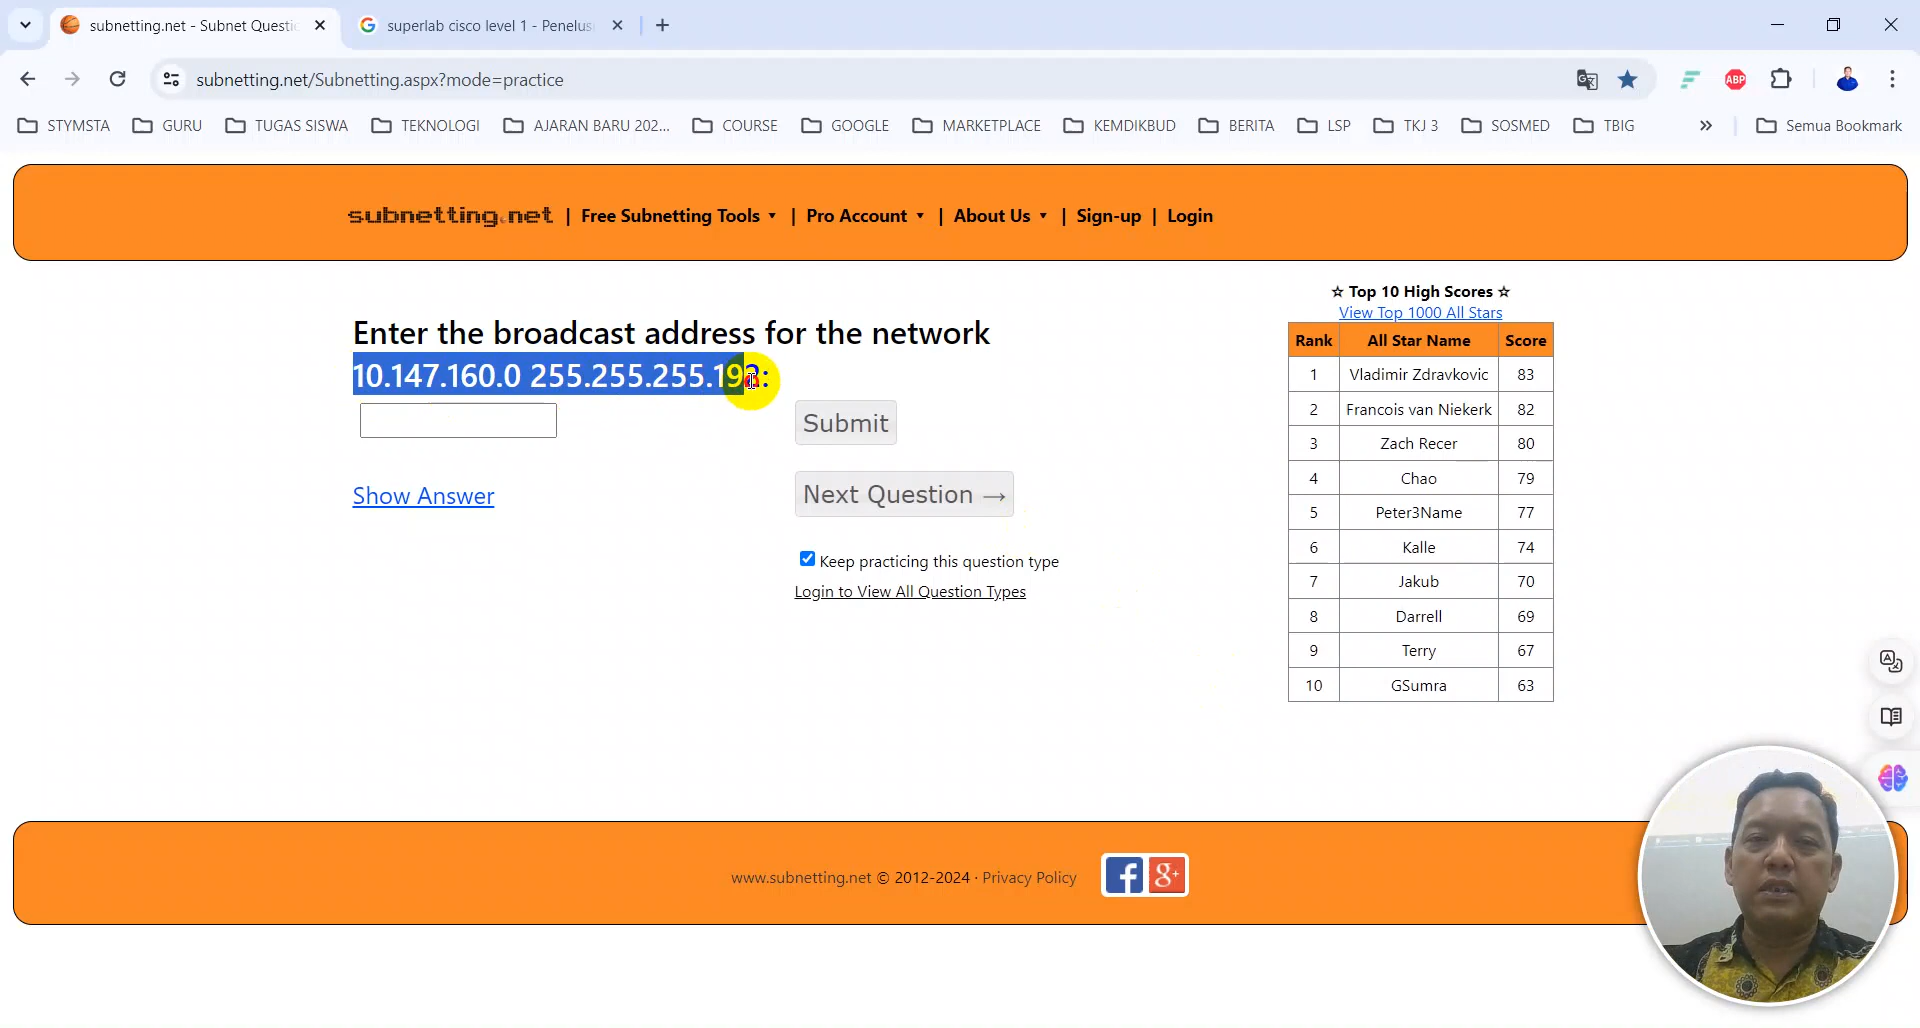 subnetting.net - Subnet Questi
superlab cisco level 1 - Penelus
subnetting.net/Subnetting.aspx?mode=practice
ABP
STYMSTA
GURU
TUGAS SISWA
TEKNOLOGI
AJARAN BARU 202...
COURSE
GOOGLE
MARKETPLACE
KEMDIKBUD
BERITA
LSP
TKJ 3
SOSMED
TBIG
»
Semua Bookmark
subnetting.net | Free Subnetting Tools ▼ | Pro Account ▼ | About Us ▼ | Sign-up | Login
Enter the broadcast address for the network
10.147.160.0 255.255.255.192:
Submit
Show Answer
Next Question →
Keep practicing this question type
Login to View All Question Types
☆ Top 10 High Scores ☆
View Top 1000 All Stars
Rank All Star Name Score
1 Vladimir Zdravkovic 83
2 Francois van Niekerk 82
3 Zach Recer 80
4 Chao 79
5 Peter3Name 77
6 Kalle 74
7 Jakub 70
8 Darrell 69
9 Terry 67
10 GSumra 63
www.subnetting.net © 2012-2024 · Privacy Policy
f
g+